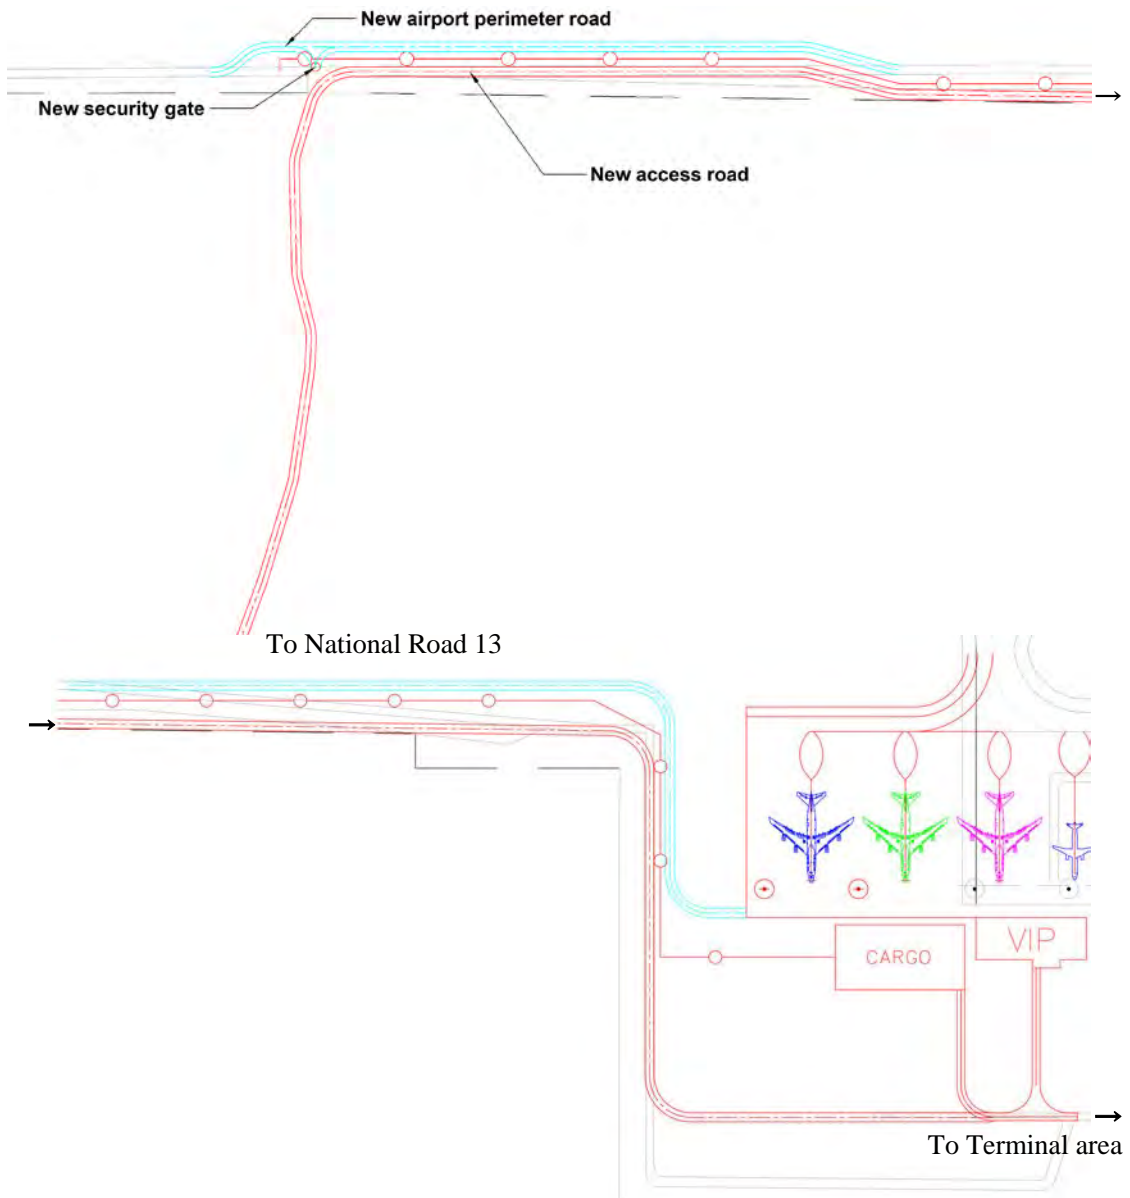 New airport perimeter road
New security gate
New access road
To National Road 13
VIP
CARGO
To Terminal area